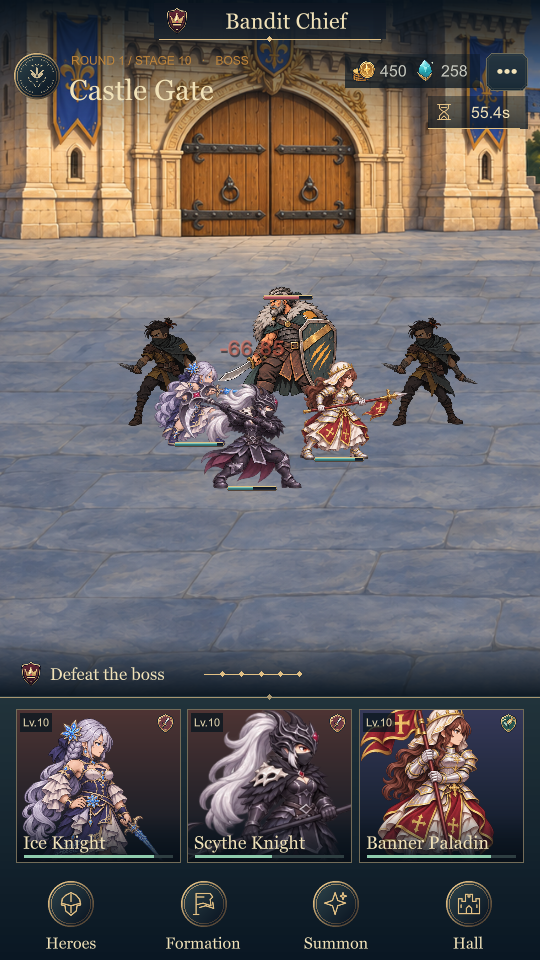 Bandit Chief
ROUND 1 / STAGE 10 BOSS
Castle Gate
450 258
55.4s
Defeat the boss
Lv.10 Lv.10 Lv.10
Ice Knight Scythe Knight Banner Paladin
Heroes Formation Summon Hall